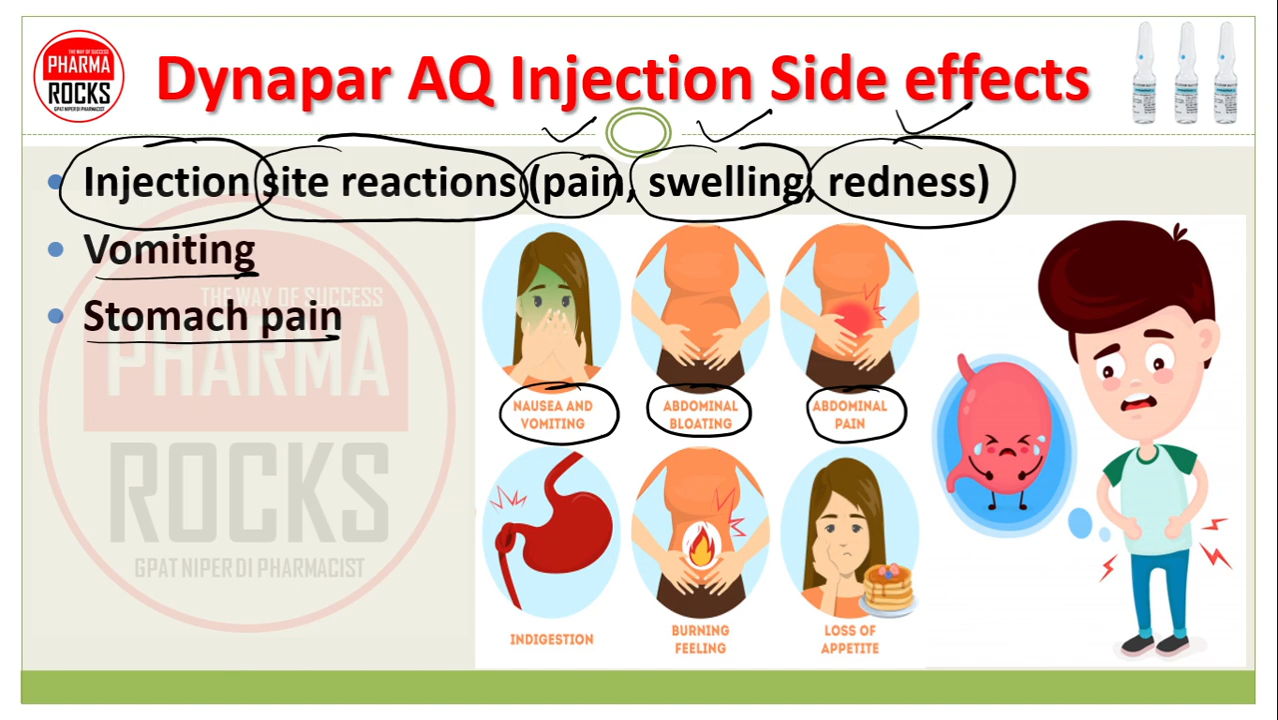 THE WAY OF SUCCESS
PHARMA
ROCKS
GPAT NIPER DI PHARMACIST
Dynapar AQ Injection Side effects
• Injection site reactions (pain, swelling, redness)
• Vomiting
• Stomach pain
THE WAY OF SUCCESS
PHARMA
ROCKS
GPAT NIPER DI PHARMACIST
NAUSEA AND
VOMITING
ABDOMINAL
BLOATING
ABDOMINAL
PAIN
INDIGESTION
BURNING
FEELING
LOSS OF
APPETITE